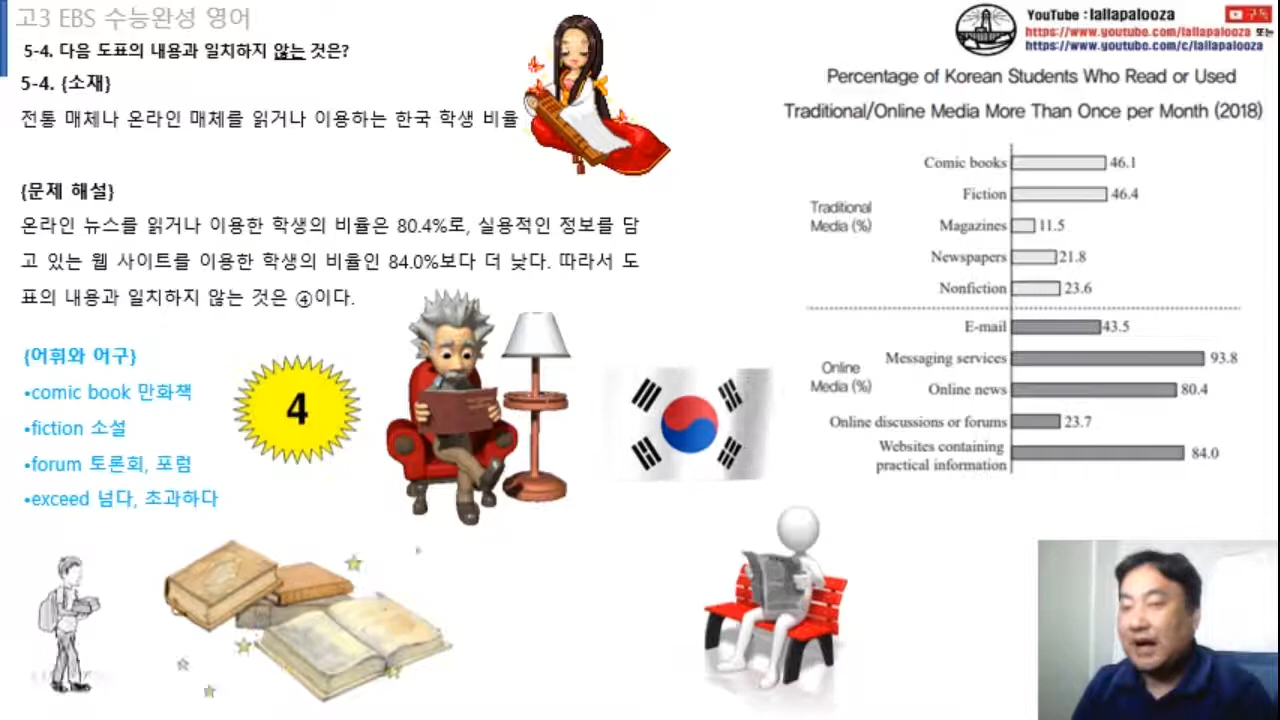 고3 EBS 수능완성 영어
5-4. 다음 도표의 내용과 일치하지 않는 것은?
5-4. {소재}
전통 매체나 온라인 매체를 읽거나 이용하는 한국 학생 비율
{문제 해설}
온라인 뉴스를 읽거나 이용한 학생의 비율은 80.4%로, 실용적인 정보를 담
고 있는 웹 사이트를 이용한 학생의 비율인 84.0%보다 더 낮다. 따라서 도
표의 내용과 일치하지 않는 것은 ④이다.
{어휘와 어구}
•comic book 만화책
•fiction 소설
•forum 토론회, 포럼
•exceed 넘다, 초과하다
4
YouTube : lallapalooza
구독
https://www.youtube.com/lallapalooza 또는
https://www.youtube.com/c/lallapalooza
Percentage of Korean Students Who Read or Used
Traditional/Online Media More Than Once per Month (2018)
Traditional
Media (%)
Comic books 46.1
Fiction 46.4
Magazines 11.5
Newspapers 21.8
Nonfiction 23.6
Online
Media (%)
E-mail 43.5
Messaging services 93.8
Online news 80.4
Online discussions or forums 23.7
Websites containing
practical information 84.0